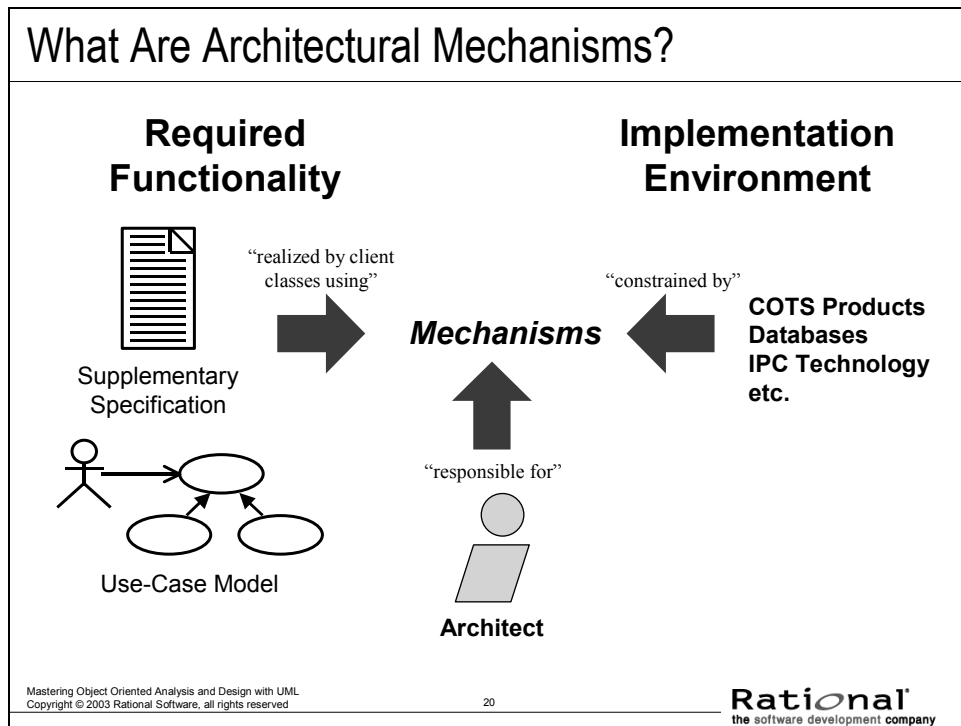 What Are Architectural Mechanisms?
Required
Functionality
Implementation
Environment
“realized by client
classes using”
“constrained by”
Mechanisms
COTS Products
Databases
IPC Technology
etc.
Supplementary
Specification
“responsible for”
Use-Case Model
Architect
Mastering Object Oriented Analysis and Design with UML
Copyright © 2003 Rational Software, all rights reserved
20
Rational
the software development company